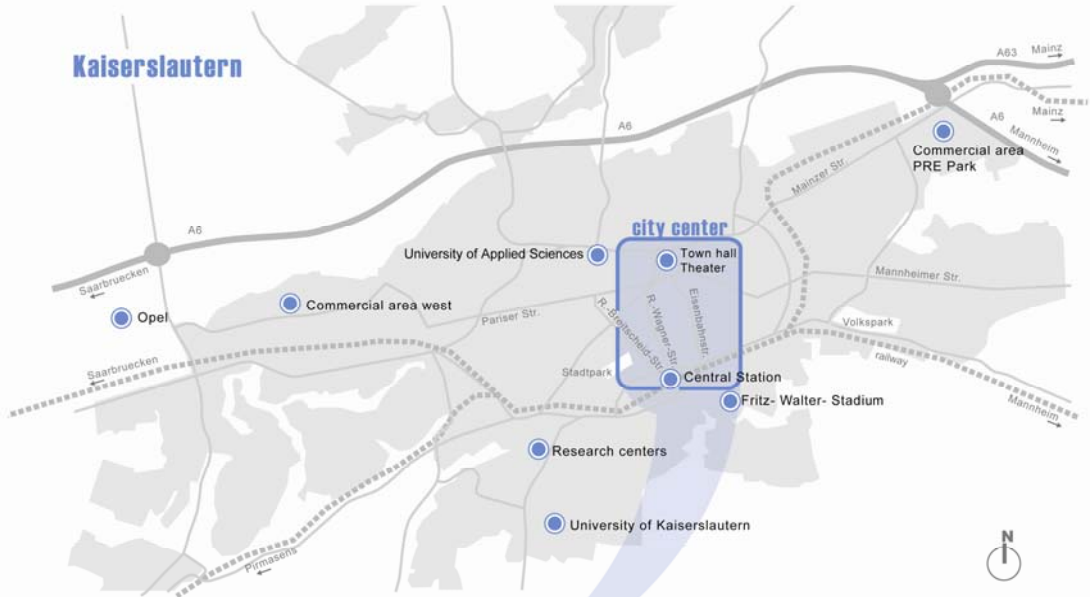 Kaiserslautern
A63
Mainz
Mainz
A6
Mannheim
A6
Commercial area
PRE Park
Mainzer Str.
A6
city center
University of Applied Sciences
Town hall
Theater
Saarbruecken
Mannheimer Str.
Opel
Commercial area west
Pariser Str.
R.-Breitscheid-Str.
R.-Wagner-Str.
Eisenbahnstr.
Volkspark
railway
Saarbruecken
Stadtpark
Central Station
Fritz- Walter- Stadium
Mannheim
Research centers
University of Kaiserslautern
Pirmasens
N